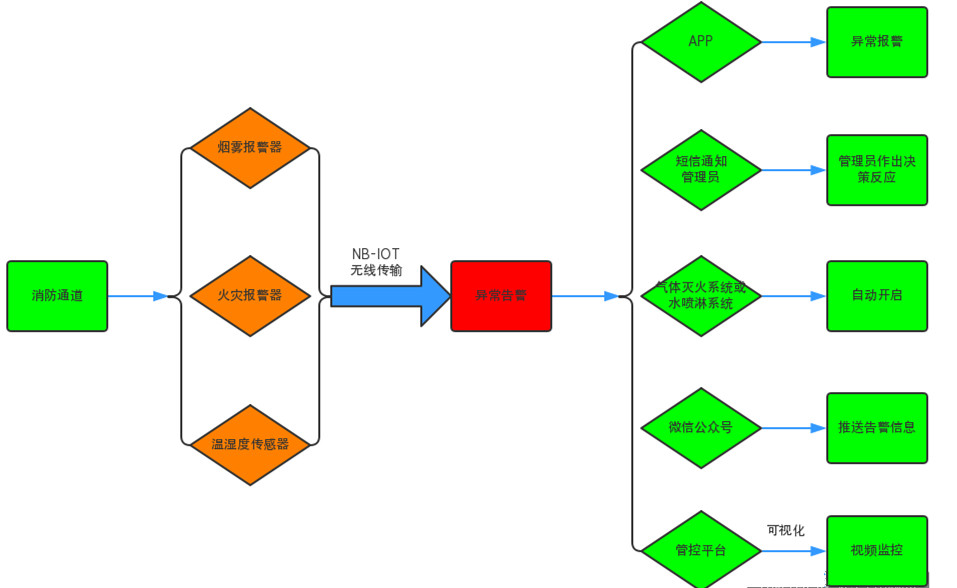 消防通道
烟雾报警器
火灾报警器
温湿度传感器
NB-IOT
无线传输
异常告警
APP
异常报警
短信通知
管理员
管理员作出决
策反应
气体灭火系统或
水喷淋系统
自动开启
微信公众号
推送告警信息
管控平台
可视化
视频监控